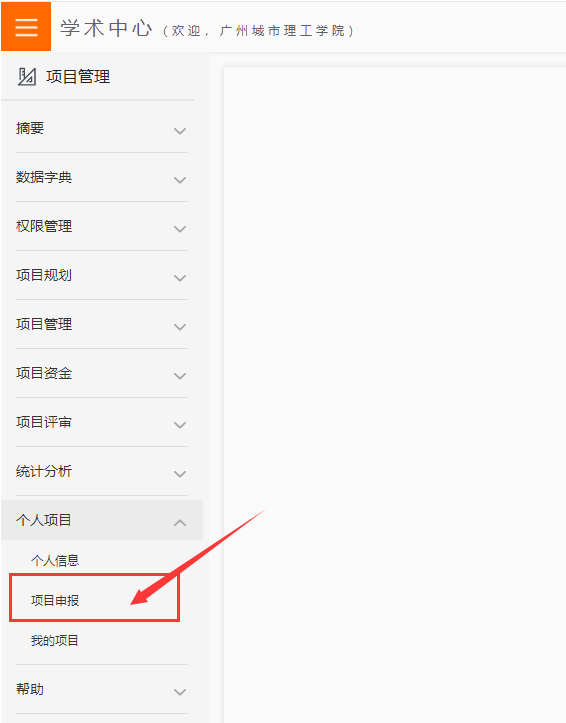 学术中心（欢迎，广州城市理工学院）
项目管理
摘要
数据字典
权限管理
项目规划
项目管理
项目资金
项目评审
统计分析
个人项目
个人信息
项目申报
我的项目
帮助